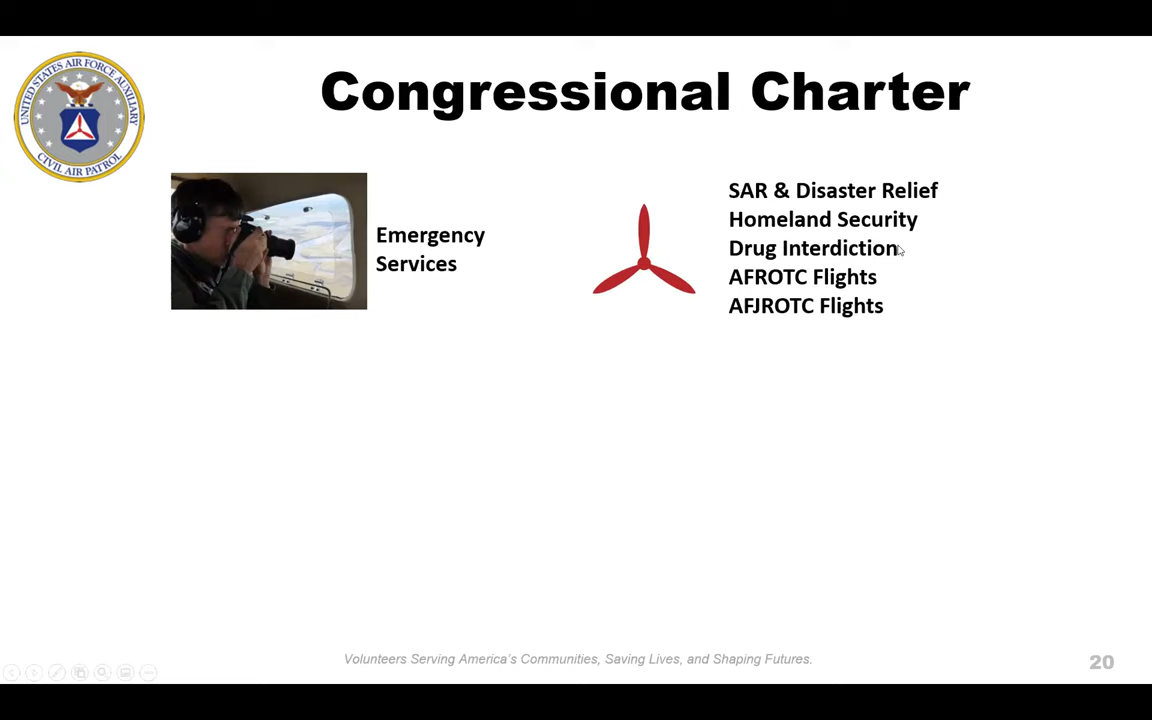 Congressional Charter
UNITED STATES AIR FORCE AUXILIARY
CIVIL AIR PATROL
Emergency
Services
SAR & Disaster Relief
Homeland Security
Drug Interdiction
AFROTC Flights
AFJROTC Flights
Volunteers Serving America's Communities, Saving Lives, and Shaping Futures.
20